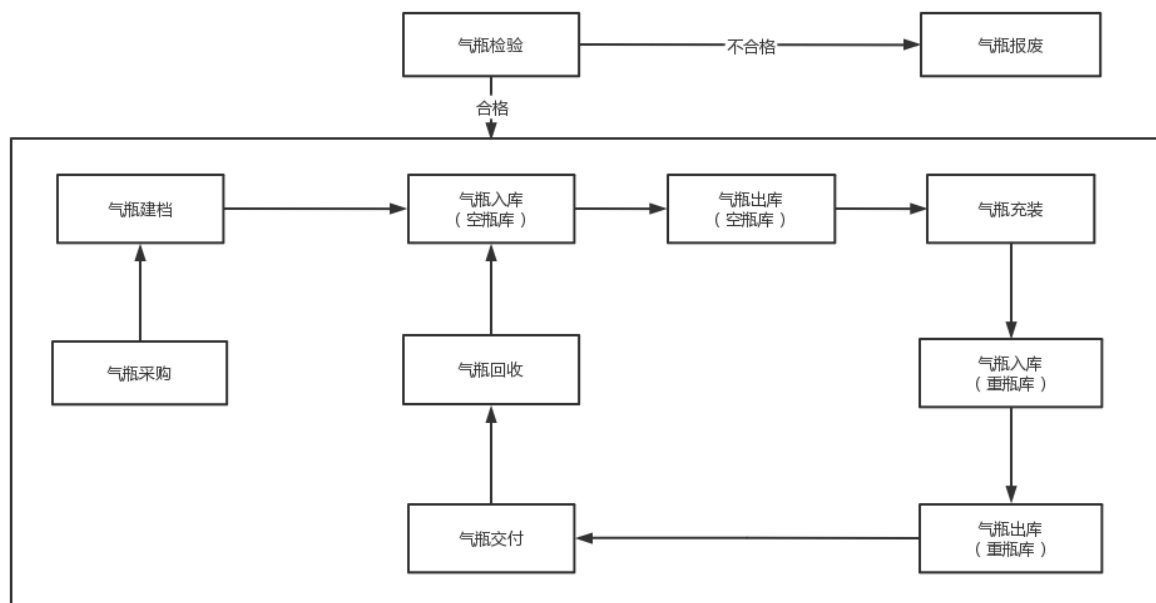 气瓶检验
不合格
气瓶报废
合格
气瓶建档
气瓶入库
（空瓶库）
气瓶出库
（空瓶库）
气瓶充装
气瓶采购
气瓶回收
气瓶入库
（重瓶库）
气瓶交付
气瓶出库
（重瓶库）